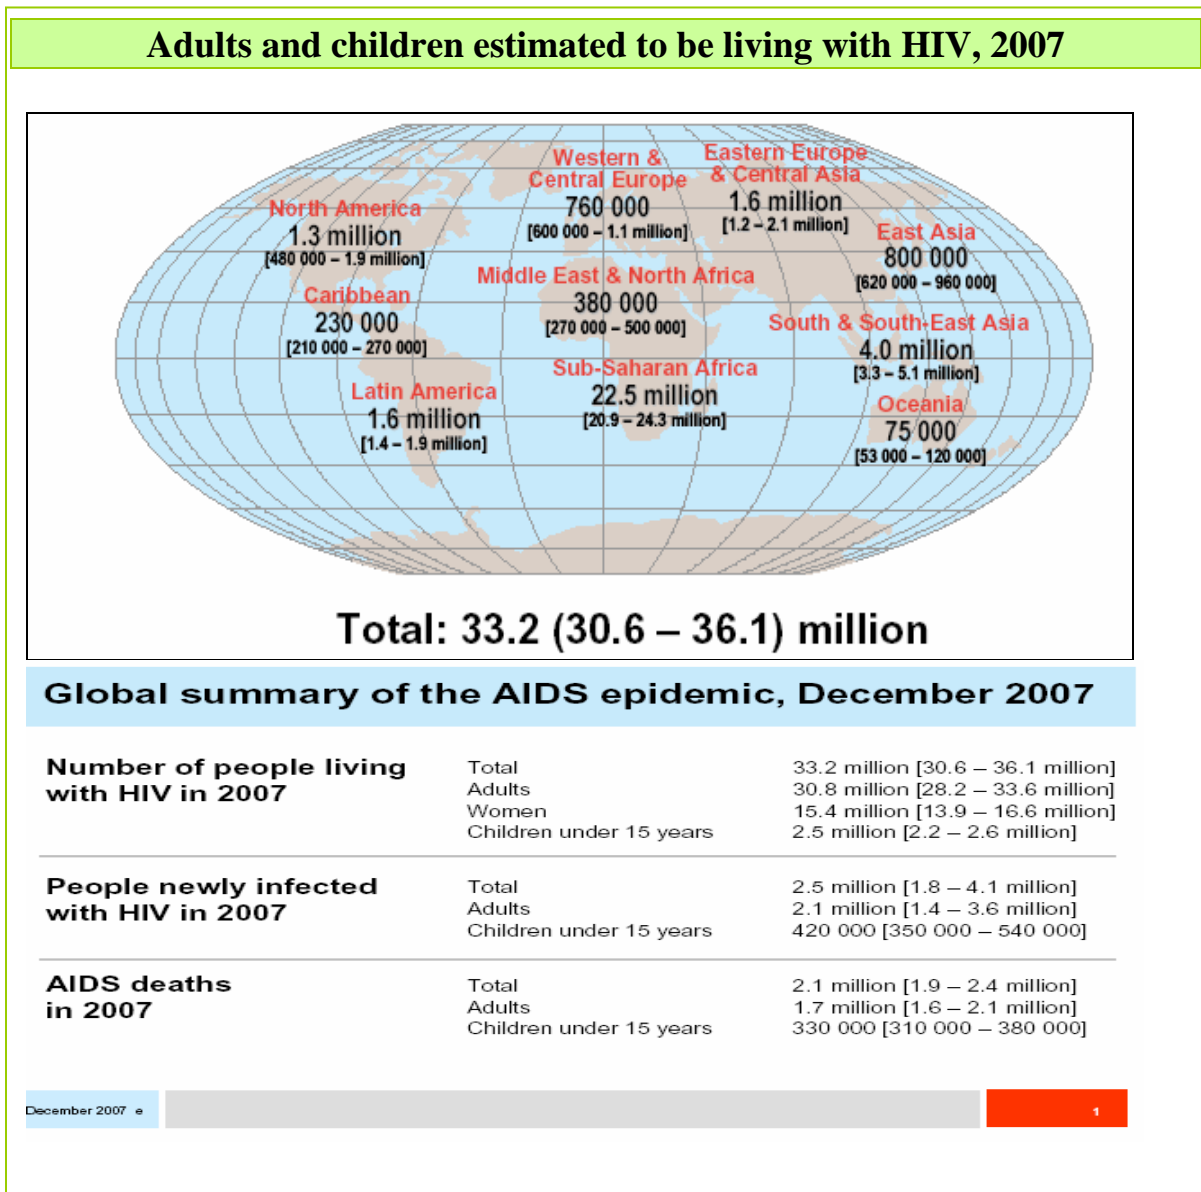 Adults and children estimated to be living with HIV, 2007
Western &
Central Europe
760 000
[600 000 – 1.1 million]
Eastern Europe
& Central Asia
1.6 million
[1.2 – 2.1 million]
North America
1.3 million
[480 000 – 1.9 million]
East Asia
800 000
[620 000 – 960 000]
Middle East & North Africa
380 000
[270 000 – 500 000]
Caribbean
230 000
[210 000 – 270 000]
South & South-East Asia
4.0 million
[3.3 – 5.1 million]
Sub-Saharan Africa
22.5 million
[20.9 – 24.3 million]
Latin America
1.6 million
[1.4 – 1.9 million]
Oceania
75 000
[53 000 – 120 000]
Total: 33.2 (30.6 – 36.1) million
Global summary of the AIDS epidemic, December 2007
Number of people living
with HIV in 2007
Total 33.2 million [30.6 – 36.1 million]
Adults 30.8 million [28.2 – 33.6 million]
Women 15.4 million [13.9 – 16.6 million]
Children under 15 years 2.5 million [2.2 – 2.6 million]
People newly infected
with HIV in 2007
Total 2.5 million [1.8 – 4.1 million]
Adults 2.1 million [1.4 – 3.6 million]
Children under 15 years 420 000 [350 000 – 540 000]
AIDS deaths
in 2007
Total 2.1 million [1.9 – 2.4 million]
Adults 1.7 million [1.6 – 2.1 million]
Children under 15 years 330 000 [310 000 – 380 000]
December 2007 e
1